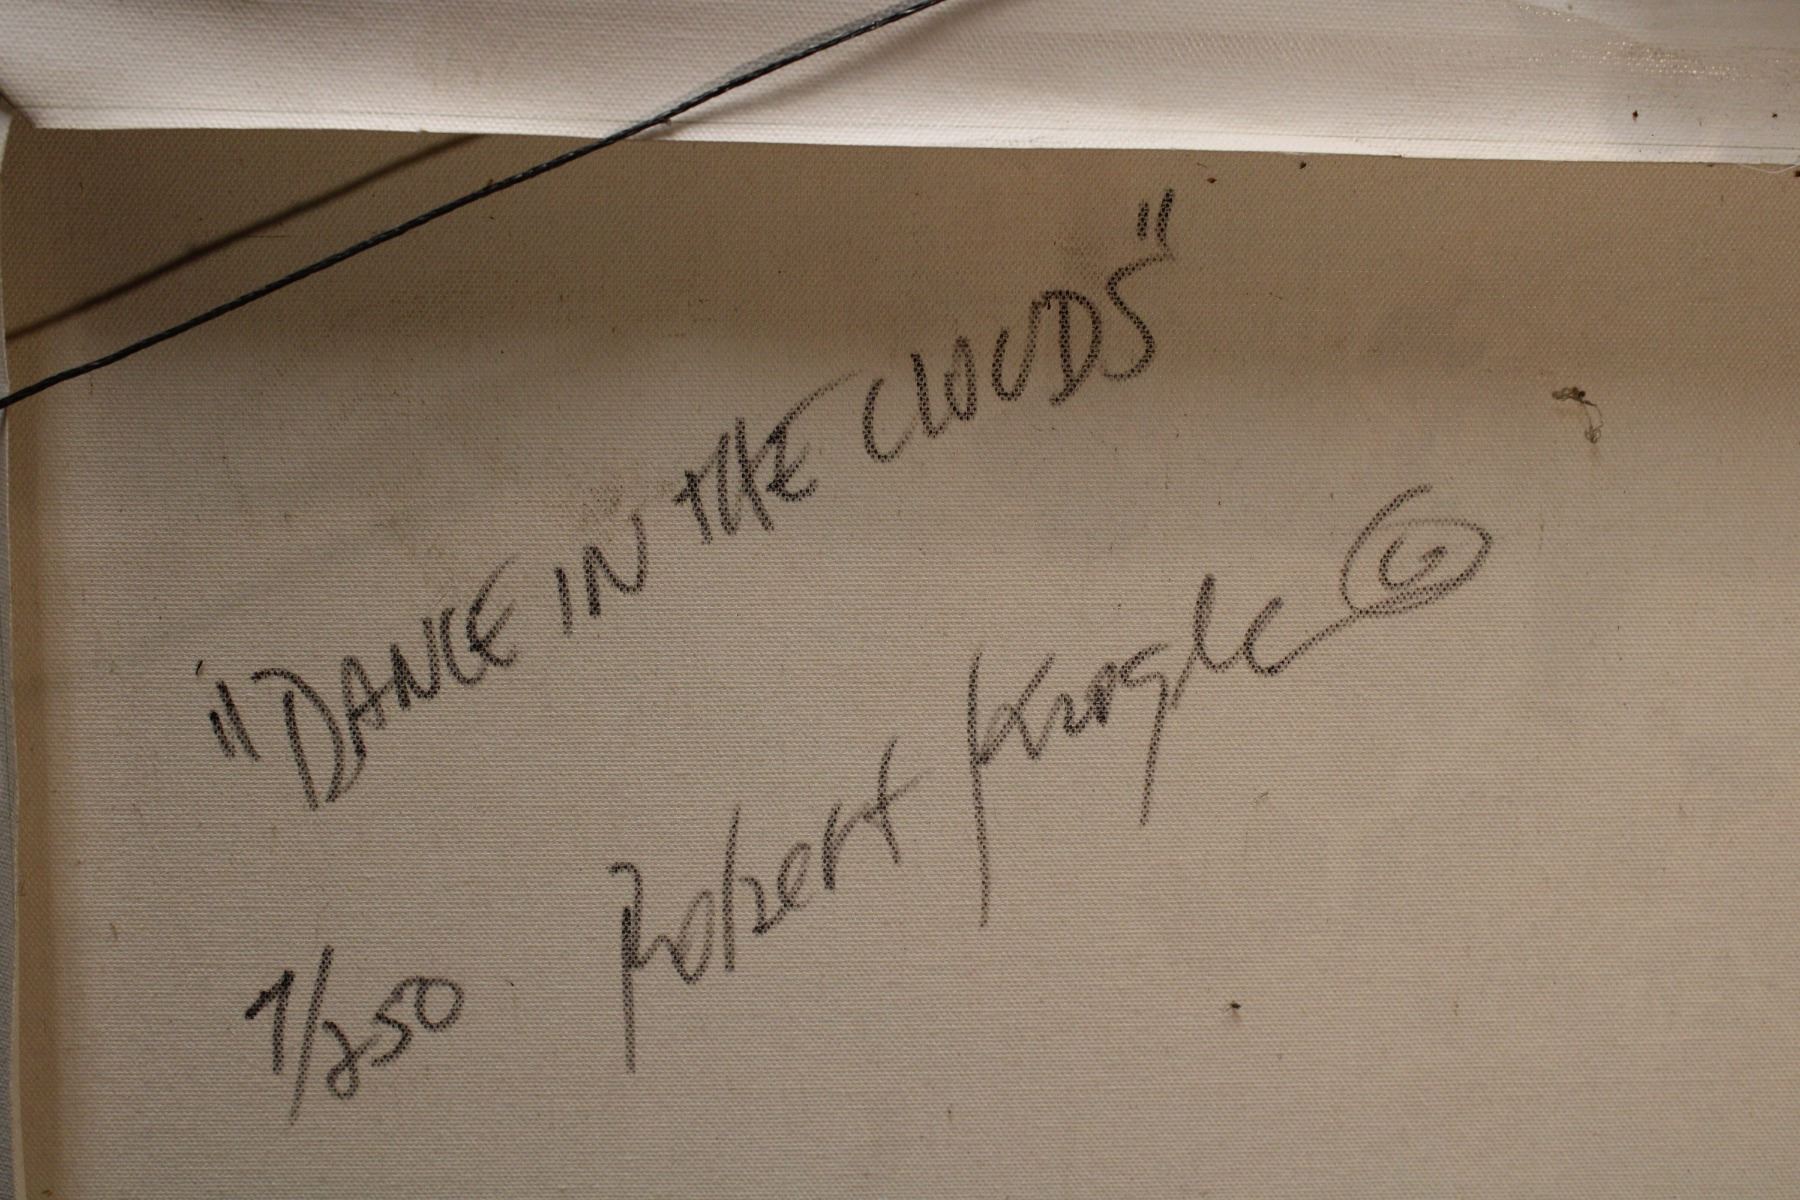 "DANCE IN THE CLOUDS"
1/250 Robert Krogle ©